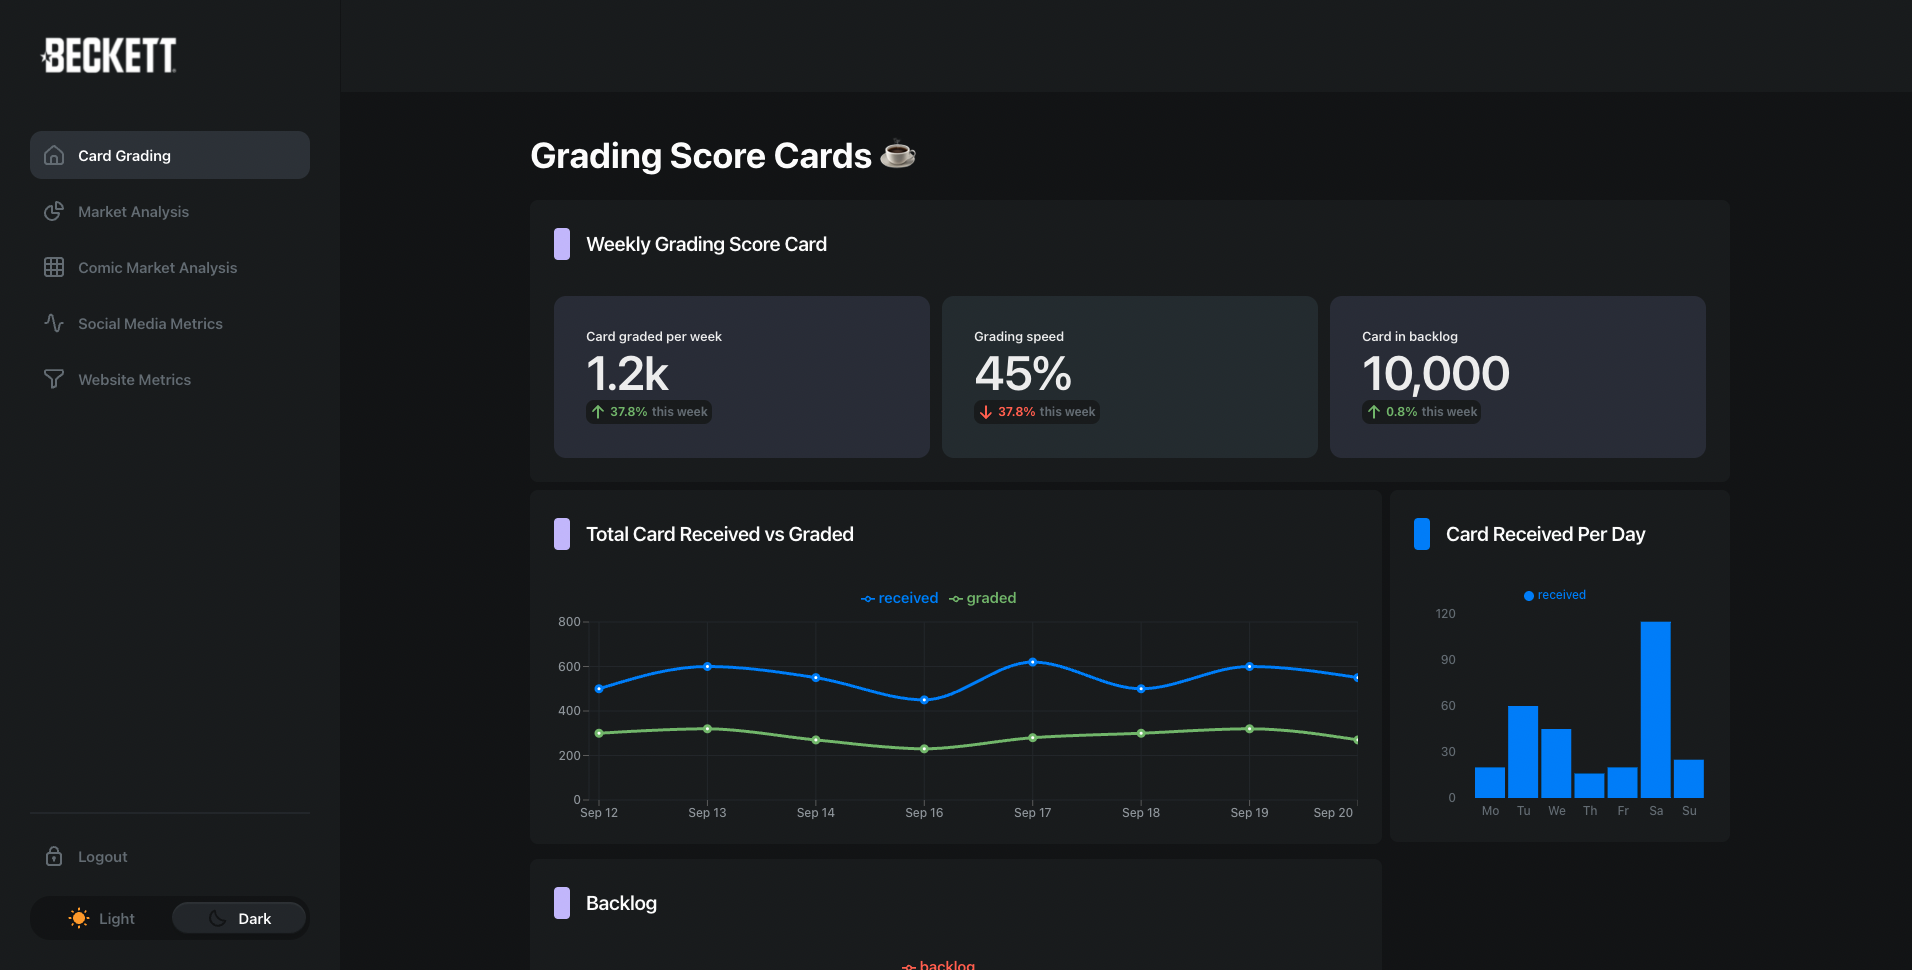 BECKETT
Card Grading
Market Analysis
Comic Market Analysis
Social Media Metrics
Website Metrics
Logout
Light
Dark
Grading Score Cards ☕
Weekly Grading Score Card
Card graded per week
1.2k
37.8% this week
Grading speed
45%
37.8% this week
Card in backlog
10,000
0.8% this week
Total Card Received vs Graded
received graded
800
600
400
200
0
Sep 12 Sep 13 Sep 14 Sep 16 Sep 17 Sep 18 Sep 19 Sep 20
Card Received Per Day
received
120
90
60
30
0
Mo Tu We Th Fr Sa Su
Backlog
backlog